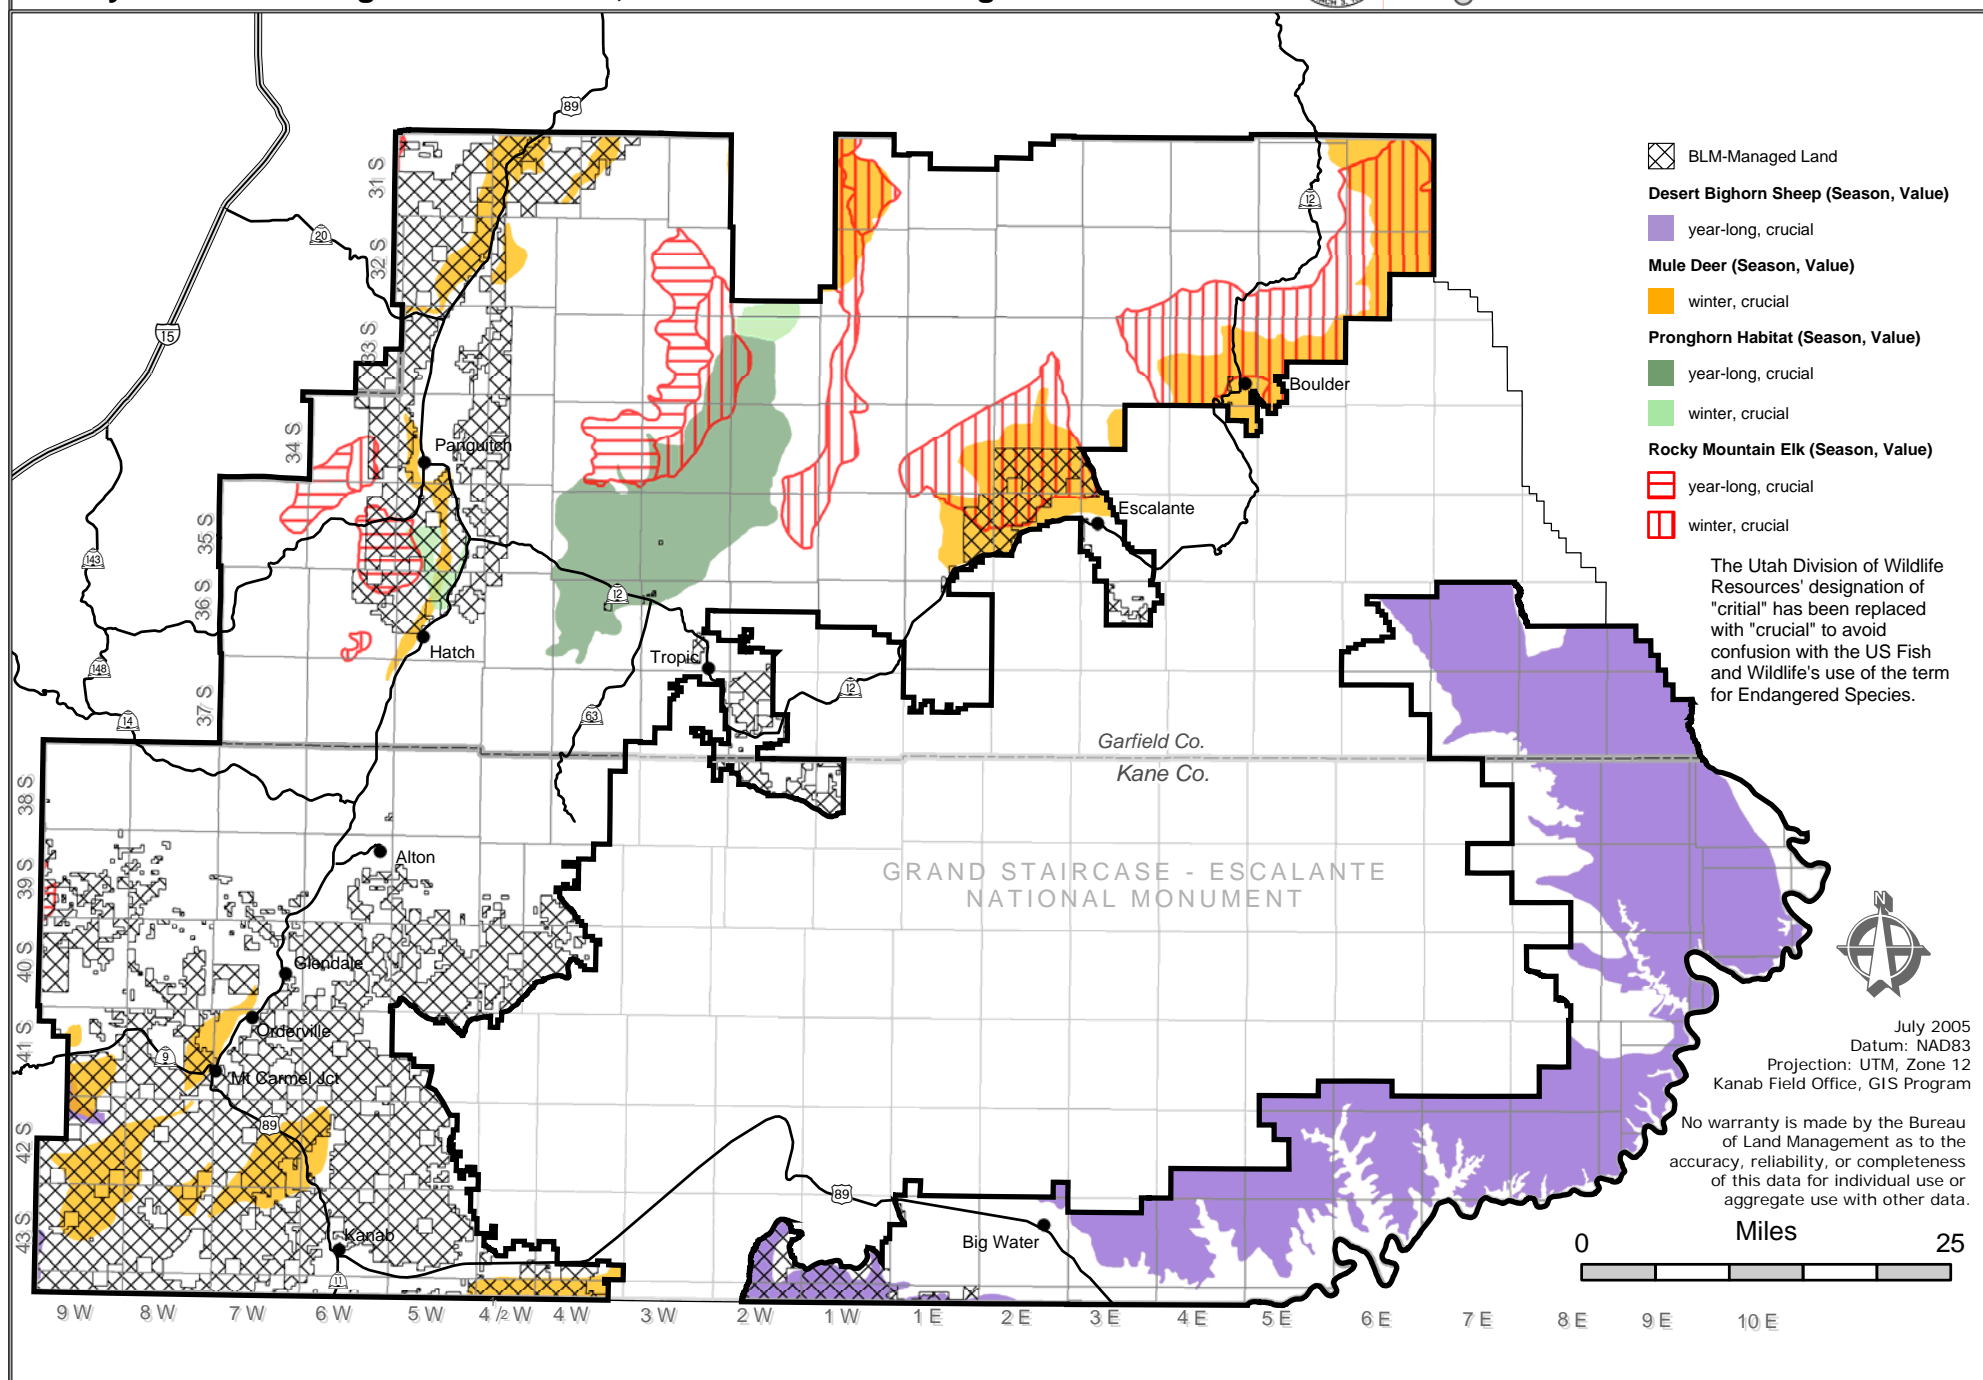 89
31 S
BLM-Managed Land
Desert Bighorn Sheep (Season, Value)
12
20
year-long, crucial
32 S
Mule Deer (Season, Value)
winter, crucial
15
33 S
Pronghorn Habitat (Season, Value)
year-long, crucial
Boulder
winter, crucial
34 S
Panguitch
Rocky Mountain Elk (Season, Value)
year-long, crucial
Escalante
winter, crucial
35 S
143
143
The Utah Division of Wildlife
Resources' designation of
"critial" has been replaced
with "crucial" to avoid
confusion with the US Fish
and Wildlife's use of the term
for Endangered Species.
36 S
12
Hatch
Tropic
148
12
37 S
63
14
Garfield Co.
Kane Co.
38 S
Alton
39 S
GRAND STAIRCASE - ESCALANTE
NATIONAL MONUMENT
N
40 S
Glendale
Orderville
41 S
9
Mt Carmel Jct
July 2005
Datum: NAD83
Projection: UTM, Zone 12
Kanab Field Office, GIS Program
89
42 S
No warranty is made by the Bureau
of Land Management as to the
accuracy, reliability, or completeness
of this data for individual use or
aggregate use with other data.
89
43 S
Kanab
Big Water
Miles
0 25
11
9 W 8 W 7 W 6 W 5 W 4 1/2 W 4 W 3 W 2 W 1 W 1 E 2 E 3 E 4 E 5 E 6 E 7 E 8 E 9 E 10 E